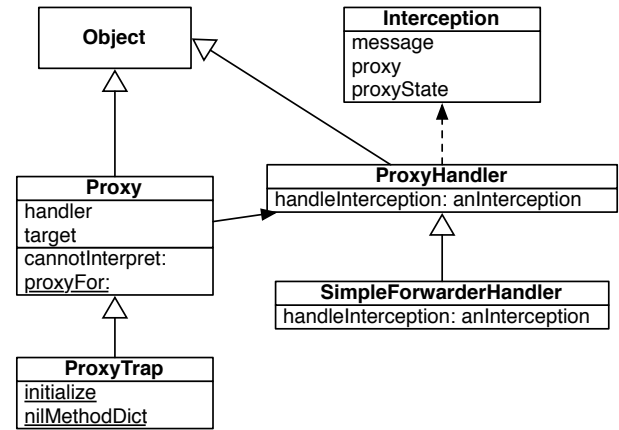 Object
Interception
message
proxy
proxyState
Proxy
handler
target
cannotInterpret:
proxyFor:
ProxyHandler
handleInterception: anInterception
SimpleForwarderHandler
handleInterception: anInterception
ProxyTrap
initialize
nilMethodDict